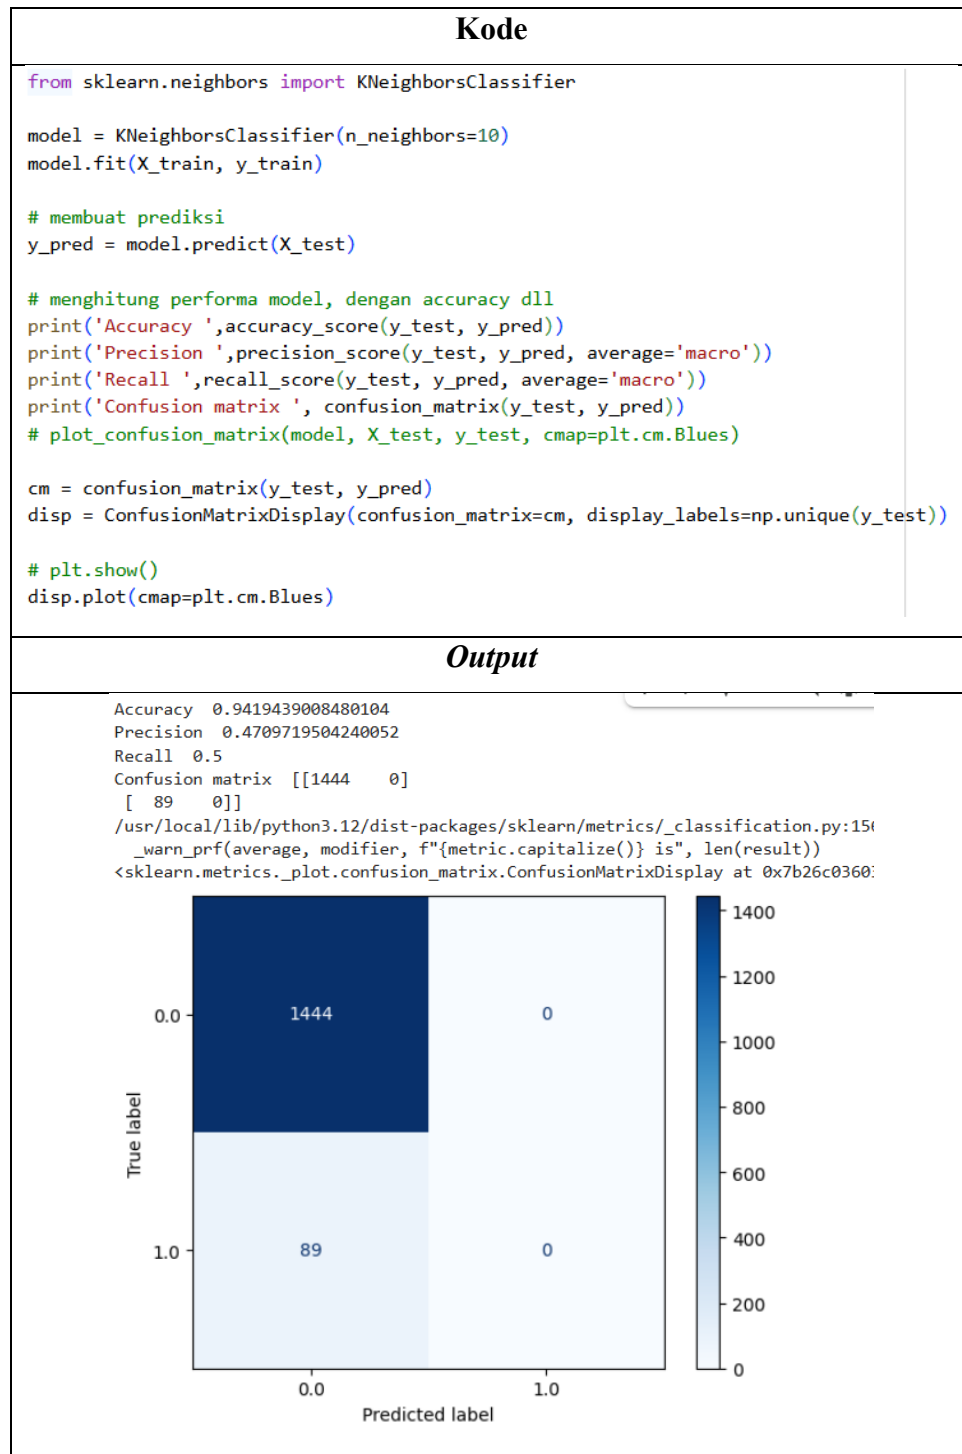 Kode
from sklearn.neighbors import KNeighborsClassifier
model = KNeighborsClassifier(n_neighbors=10)
model.fit(X_train, y_train)
# membuat prediksi
y_pred = model.predict(X_test)
# menghitung performa model, dengan accuracy dll
print('Accuracy ',accuracy_score(y_test, y_pred))
print('Precision ',precision_score(y_test, y_pred, average='macro'))
print('Recall ',recall_score(y_test, y_pred, average='macro'))
print('Confusion matrix ', confusion_matrix(y_test, y_pred))
# plot_confusion_matrix(model, X_test, y_test, cmap=plt.cm.Blues)
cm = confusion_matrix(y_test, y_pred)
disp = ConfusionMatrixDisplay(confusion_matrix=cm, display_labels=np.unique(y_test))
# plt.show()
disp.plot(cmap=plt.cm.Blues)
Output
Accuracy  0.9419439008480104
Precision  0.4709719504240052
Recall  0.5
Confusion matrix  [[1444    0]
 [  89    0]]
/usr/local/lib/python3.12/dist-packages/sklearn/metrics/_classification.py:156
  _warn_prf(average, modifier, f"{metric.capitalize()} is", len(result))
<sklearn.metrics._plot.confusion_matrix.ConfusionMatrixDisplay at 0x7b26c0360
1400
1444
0
0.0
1200
1000
800
True label
600
400
89
0
1.0
200
0
0.0
1.0
Predicted label